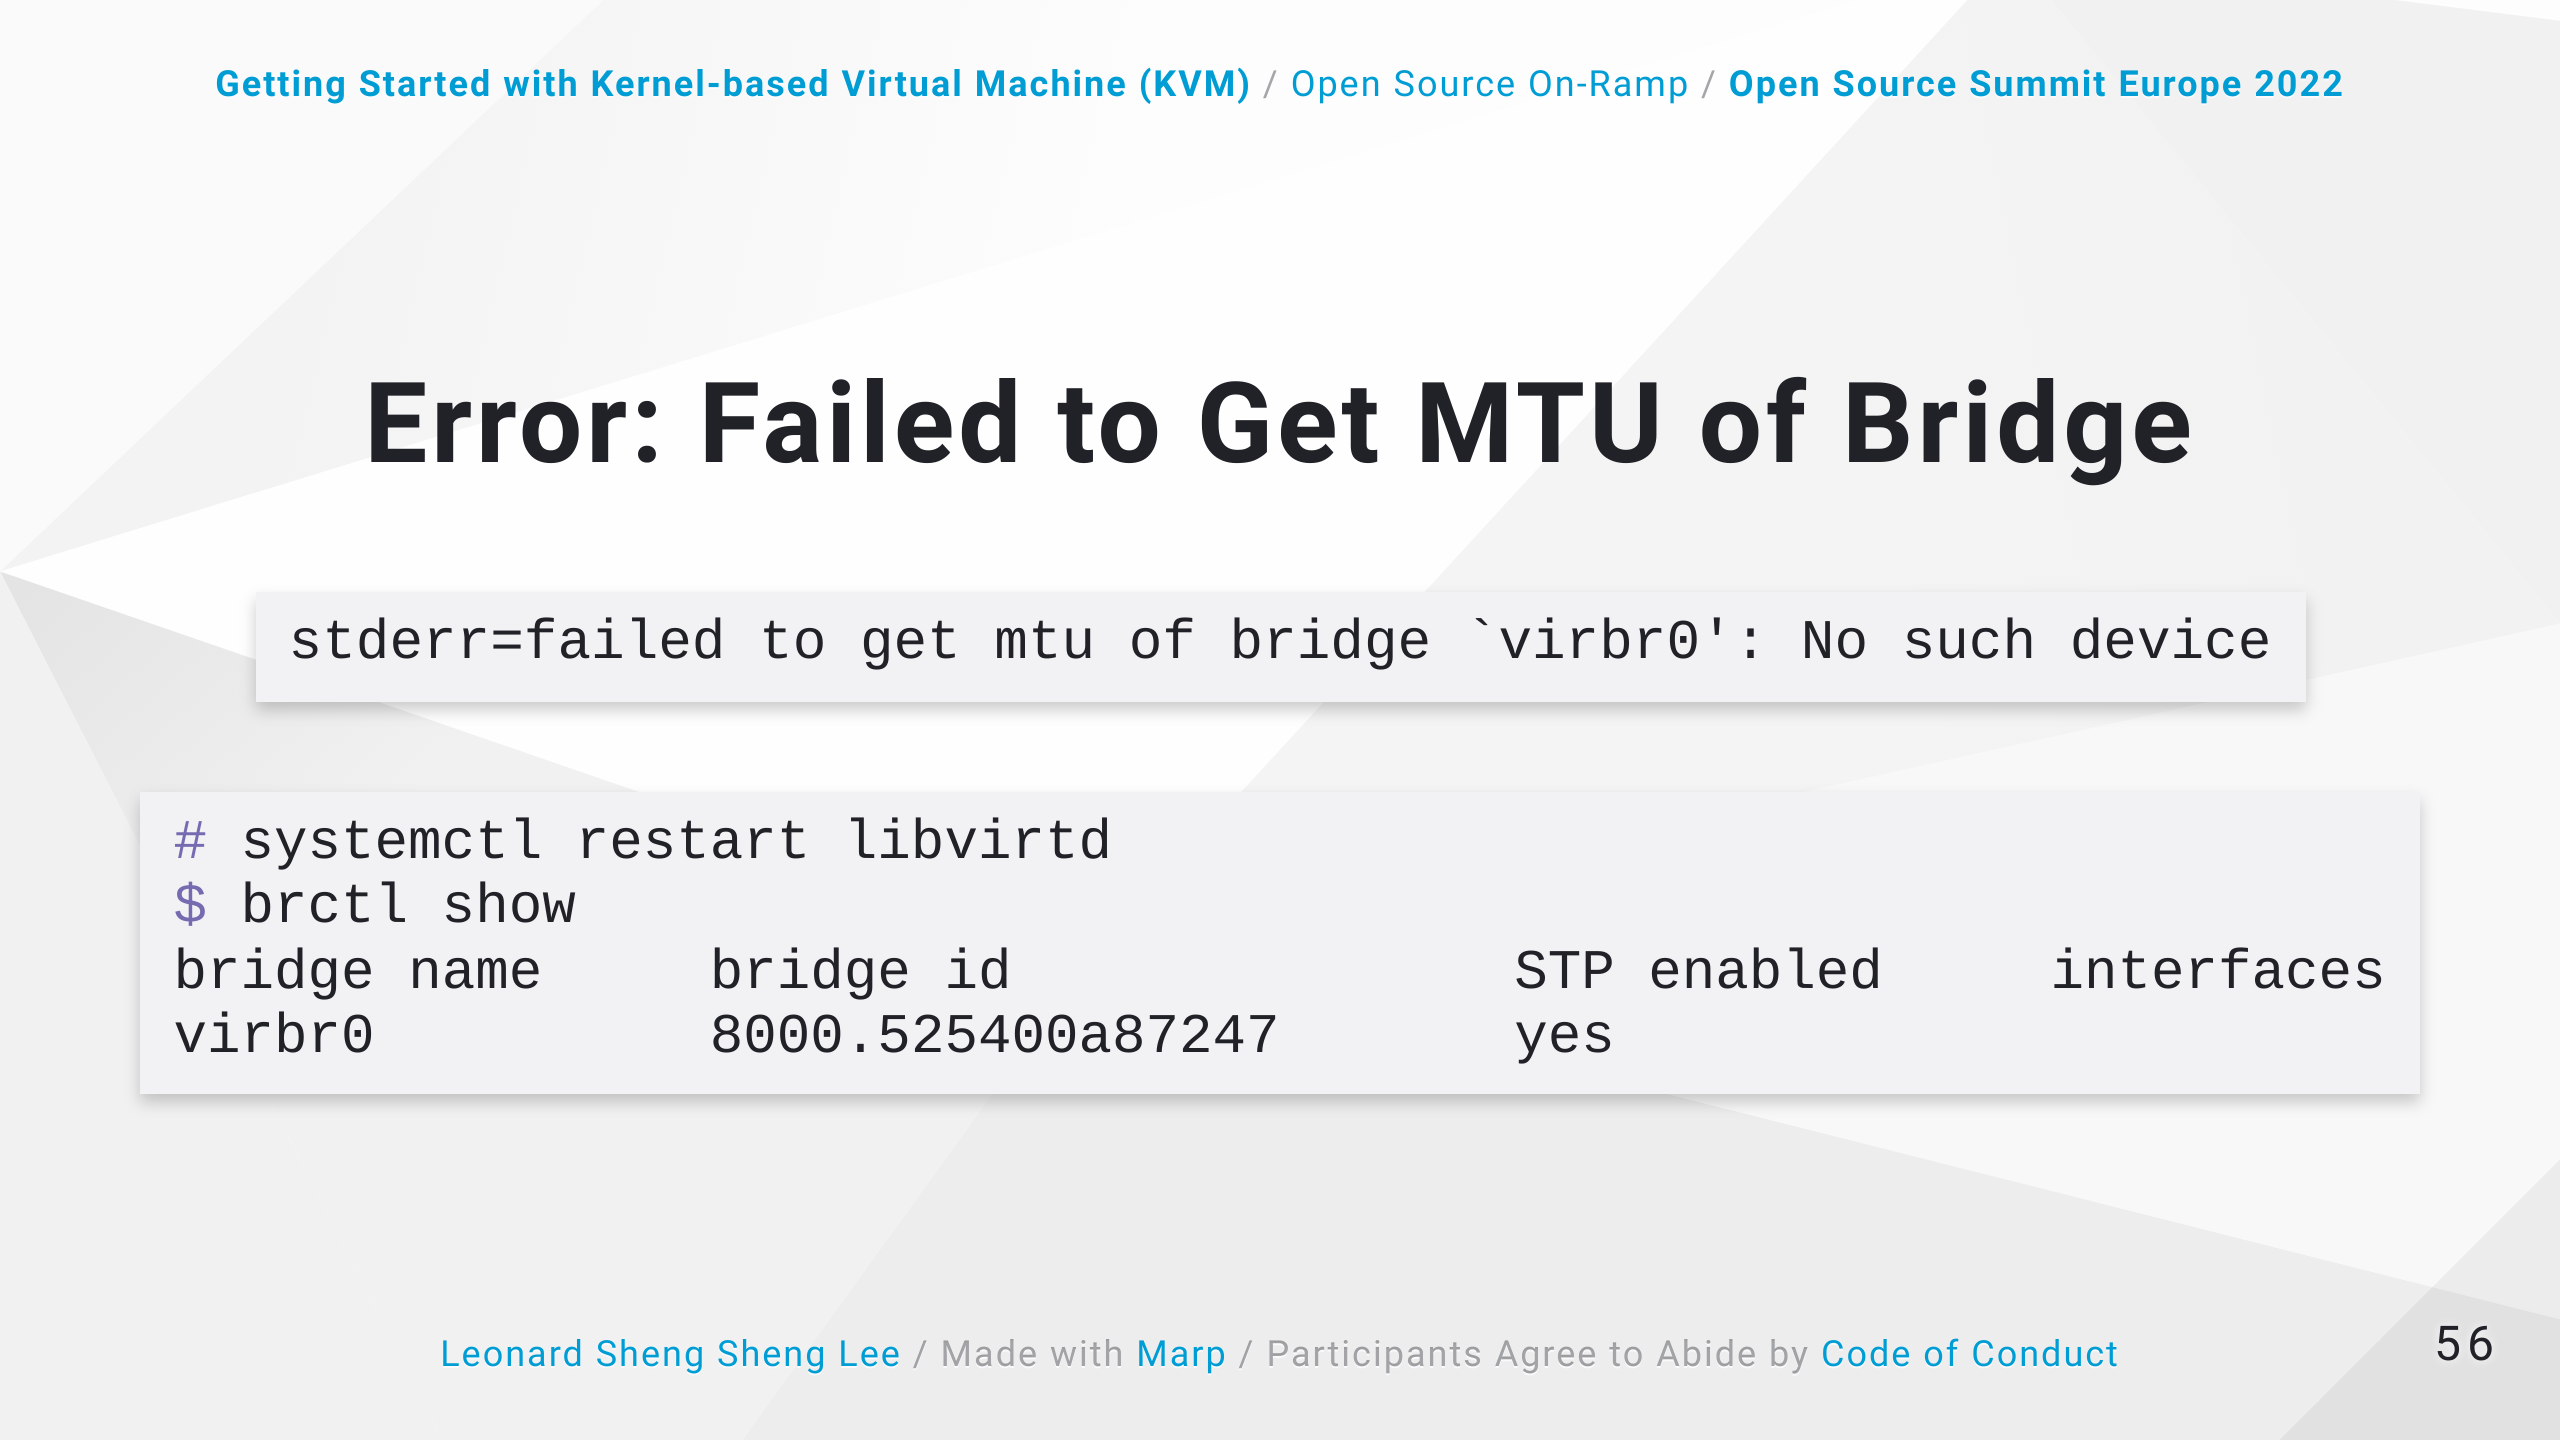 Getting Started with Kernel-based Virtual Machine (KVM) / Open Source On-Ramp / Open Source Summit Europe 2022
Error: Failed to Get MTU of Bridge
stderr=failed to get mtu of bridge `virbr0': No such device
# systemctl restart libvirtd
$ brctl show
bridge name     bridge id               STP enabled     interfaces
virbr0          8000.525400a87247       yes
Leonard Sheng Sheng Lee / Made with Marp / Participants Agree to Abide by Code of Conduct
56